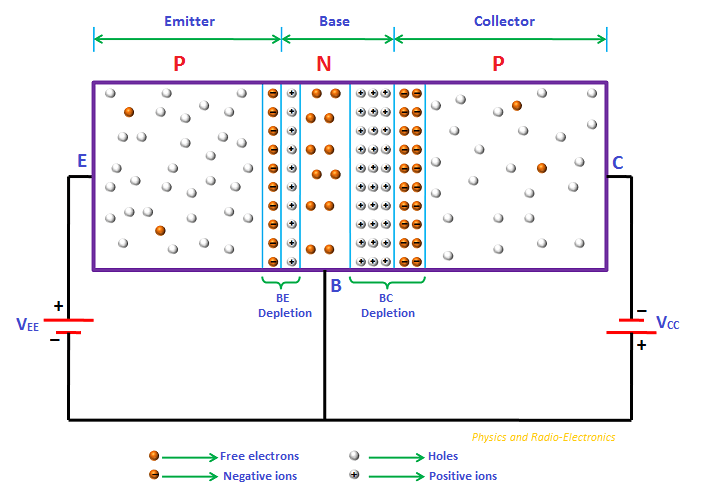 Emitter Base Collector
P N P
E C
B
BE
Depletion
BC
Depletion
+ −
VEE VCC
− +
Physics and Radio-Electronics
Free electrons Holes
Negative ions Positive ions